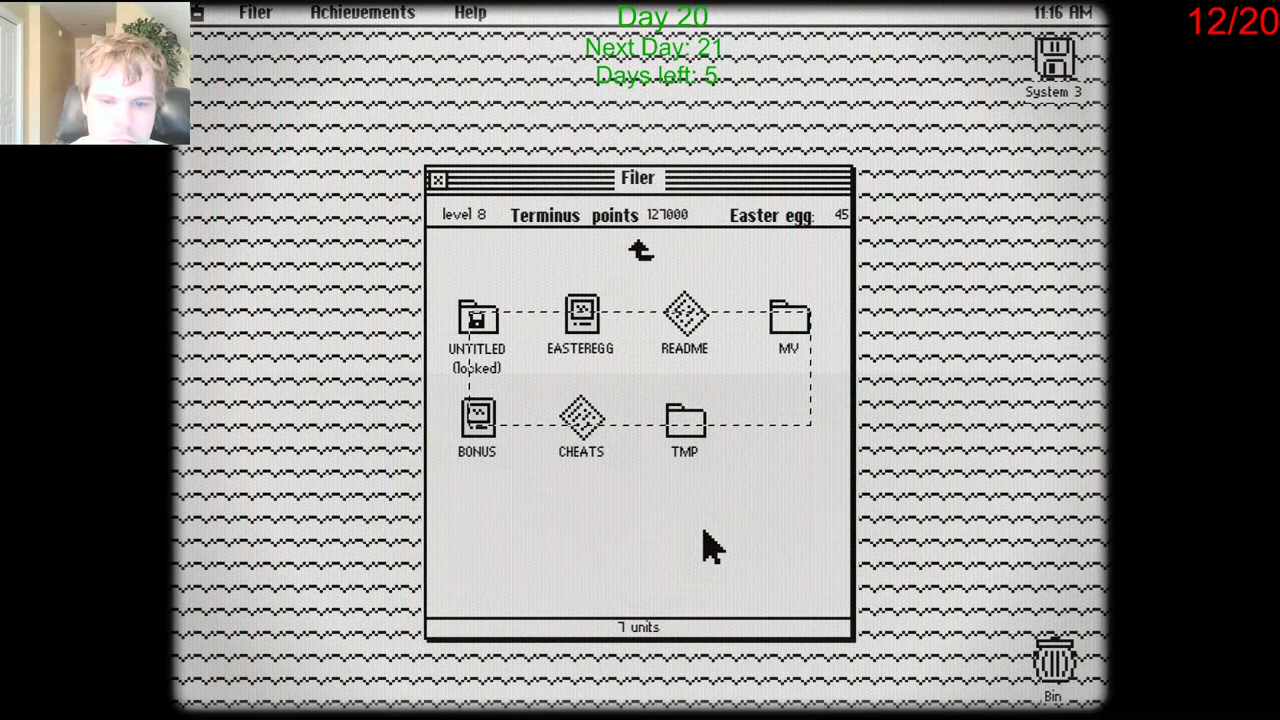 Filer Achievements Help 11:16 AM
Day 20
Next Day: 21
Days left: 5
12/20
System 3
Filer
level 8 Terminus points 127000 Easter egg: 45
UNTITLED EASTEREGG README MV
(locked)
BONUS CHEATS TMP
7 units
Bin